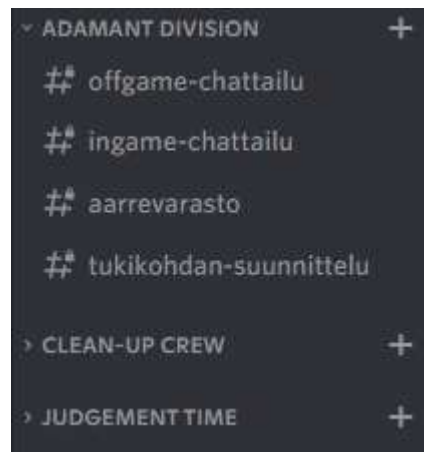 ADAMANT DIVISION
offgame-chattailu
ingame-chattailu
aarrevarasto
tukikohdan-suunnittelu
CLEAN-UP CREW
JUDGEMENT TIME